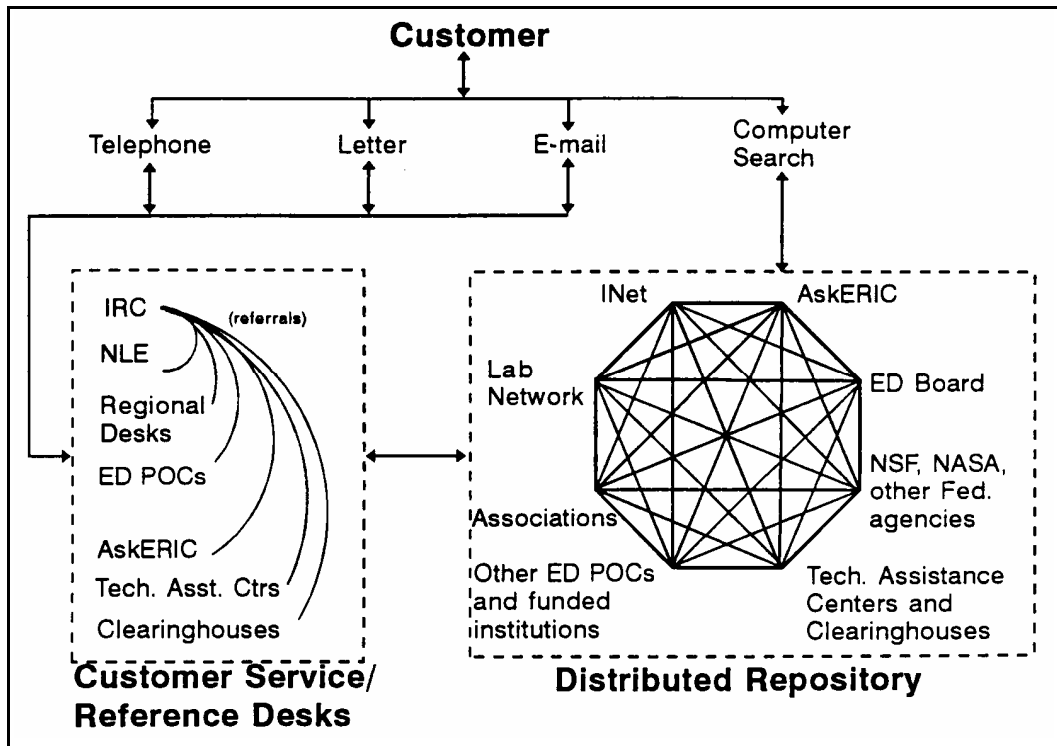 Customer
Telephone
Letter
E-mail
Computer
Search
IRC
(referrals)
NLE
Regional
Desks
ED POCs
AskERIC
Tech. Asst. Ctrs
Clearinghouses
Customer Service/
Reference Desks
INet
AskERIC
Lab
Network
ED Board
NSF, NASA,
other Fed.
agencies
Associations
Other ED POCs
and funded
institutions
Tech. Assistance
Centers and
Clearinghouses
Distributed Repository